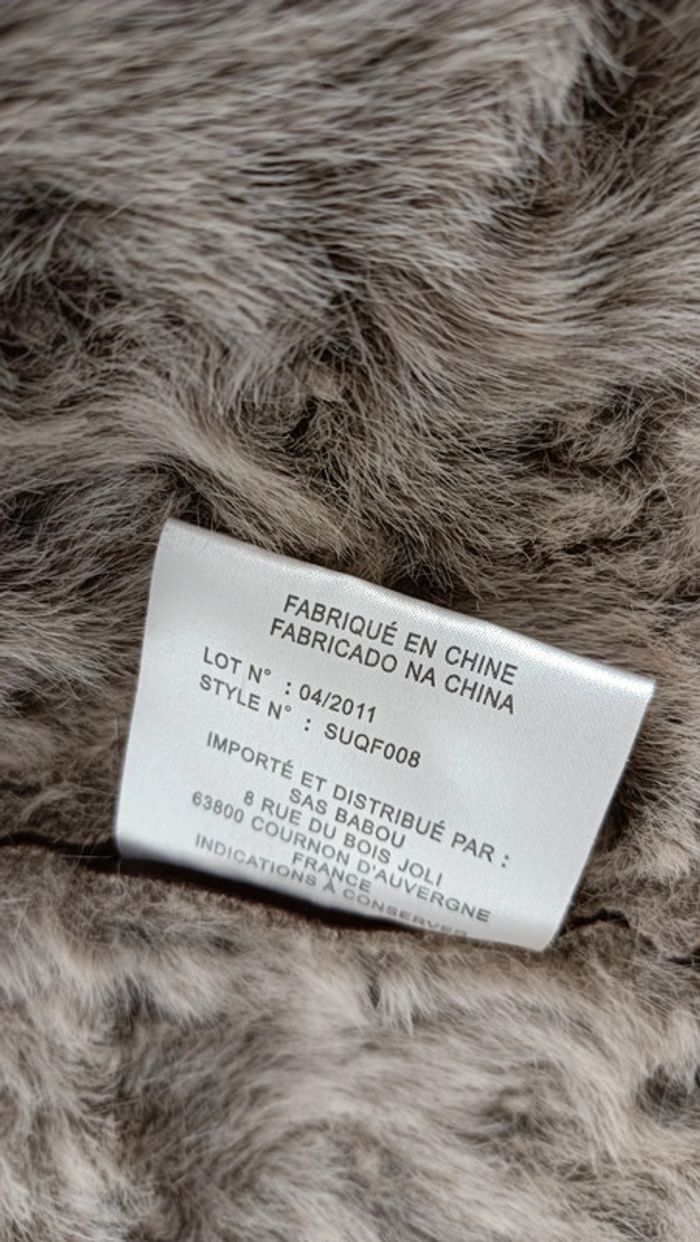 FABRIQUÉ EN CHINE
FABRICADO NA CHINA
LOT N° : 04/2011
STYLE N° : SUQF008
IMPORTÉ ET DISTRIBUÉ PAR :
SAS BABOU
8 RUE DU BOIS JOLI
63800 COURNON D'AUVERGNE
FRANCE
INDICATIONS À CONSERVER